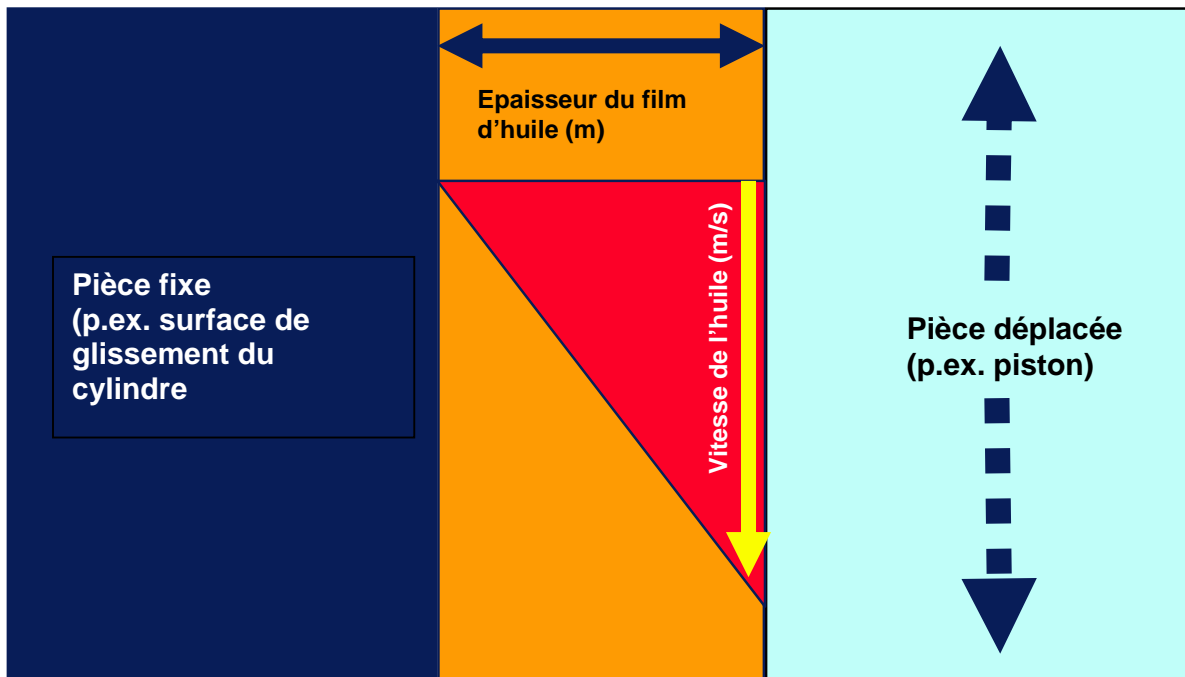 Epaisseur du film
d’huile (m)
Vitesse de l’huile (m/s)
Pièce fixe
(p.ex. surface de
glissement du
cylindre
Pièce déplacée
(p.ex. piston)